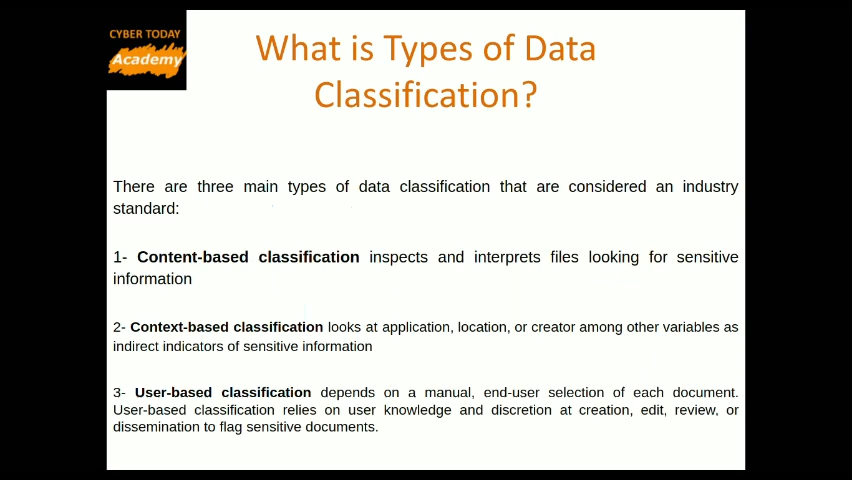 CYBER TODAY
Academy
What is Types of Data
Classification?
There are three main types of data classification that are considered an industry
standard:
1- Content-based classification inspects and interprets files looking for sensitive
information
2- Context-based classification looks at application, location, or creator among other variables as
indirect indicators of sensitive information
3- User-based classification depends on a manual, end-user selection of each document.
User-based classification relies on user knowledge and discretion at creation, edit, review, or
dissemination to flag sensitive documents.